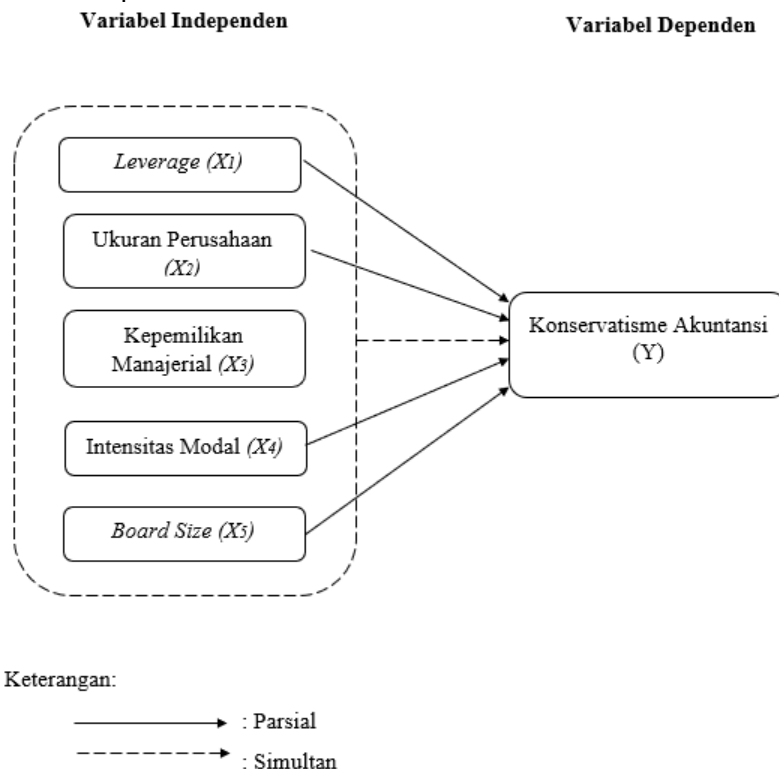 Variabel Independen
Variabel Dependen
Leverage (X1)
Ukuran Perusahaan
(X2)
Kepemilikan
Manajerial (X3)
Intensitas Modal (X4)
Board Size (X5)
Konservatisme Akuntansi
(Y)
Keterangan:
: Parsial
: Simultan